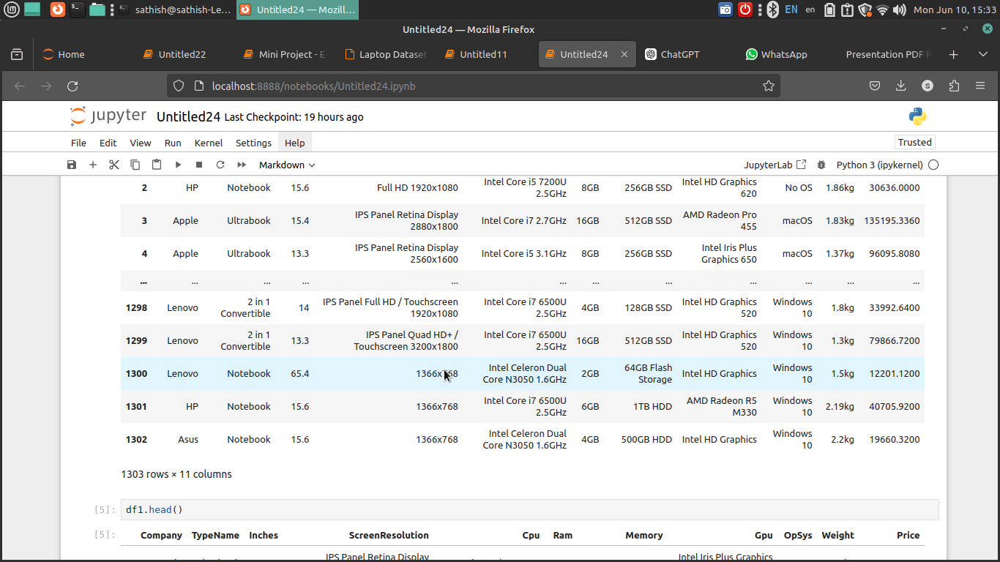 sathish@sathish-Le... Untitled24 — Mozill... EN en Mon Jun 10, 15:33
Untitled24 — Mozilla Firefox
Home Untitled22 Mini Project - E Laptop Dataset Untitled11 Untitled24 ChatGPT WhatsApp Presentation PDF
localhost:8888/notebooks/Untitled24.ipynb S
jupyter Untitled24 Last Checkpoint: 19 hours ago
File Edit View Run Kernel Settings Help Trusted
Markdown JupyterLab Python 3 (ipykernel)
2 HP Notebook 15.6 Full HD 1920x1080 Intel Core i5 7200U 2.5GHz 8GB 256GB SSD Intel HD Graphics 620 No OS 1.86kg 30636.0000
3 Apple Ultrabook 15.4 IPS Panel Retina Display 2880x1800 Intel Core i7 2.7GHz 16GB 512GB SSD AMD Radeon Pro 455 macOS 1.83kg 135195.3360
4 Apple Ultrabook 13.3 IPS Panel Retina Display 2560x1600 Intel Core i5 3.1GHz 8GB 256GB SSD Intel Iris Plus Graphics 650 macOS 1.37kg 96095.8080
... ... ... ... ... ... ... ... ... ... ... ...
1298 Lenovo 2 in 1 Convertible 14 IPS Panel Full HD / Touchscreen 1920x1080 Intel Core i7 6500U 2.5GHz 4GB 128GB SSD Intel HD Graphics 520 Windows 10 1.8kg 33992.6400
1299 Lenovo 2 in 1 Convertible 13.3 IPS Panel Quad HD+ / Touchscreen 3200x1800 Intel Core i7 6500U 2.5GHz 16GB 512GB SSD Intel HD Graphics 520 Windows 10 1.3kg 79866.7200
1300 Lenovo Notebook 65.4 1366x768 Intel Celeron Dual Core N3050 1.6GHz 2GB 64GB Flash Storage Intel HD Graphics Windows 10 1.5kg 12201.1200
1301 HP Notebook 15.6 1366x768 Intel Core i7 6500U 2.5GHz 6GB 1TB HDD AMD Radeon R5 M330 Windows 10 2.19kg 40705.9200
1302 Asus Notebook 15.6 1366x768 Intel Celeron Dual Core N3050 1.6GHz 4GB 500GB HDD Intel HD Graphics Windows 10 2.2kg 19660.3200
1303 rows × 11 columns
[5]: df1.head()
[5]: Company TypeName Inches ScreenResolution Cpu Ram Memory Gpu OpSys Weight Price
IPS Panel Retina Display Intel Iris Plus Graphics